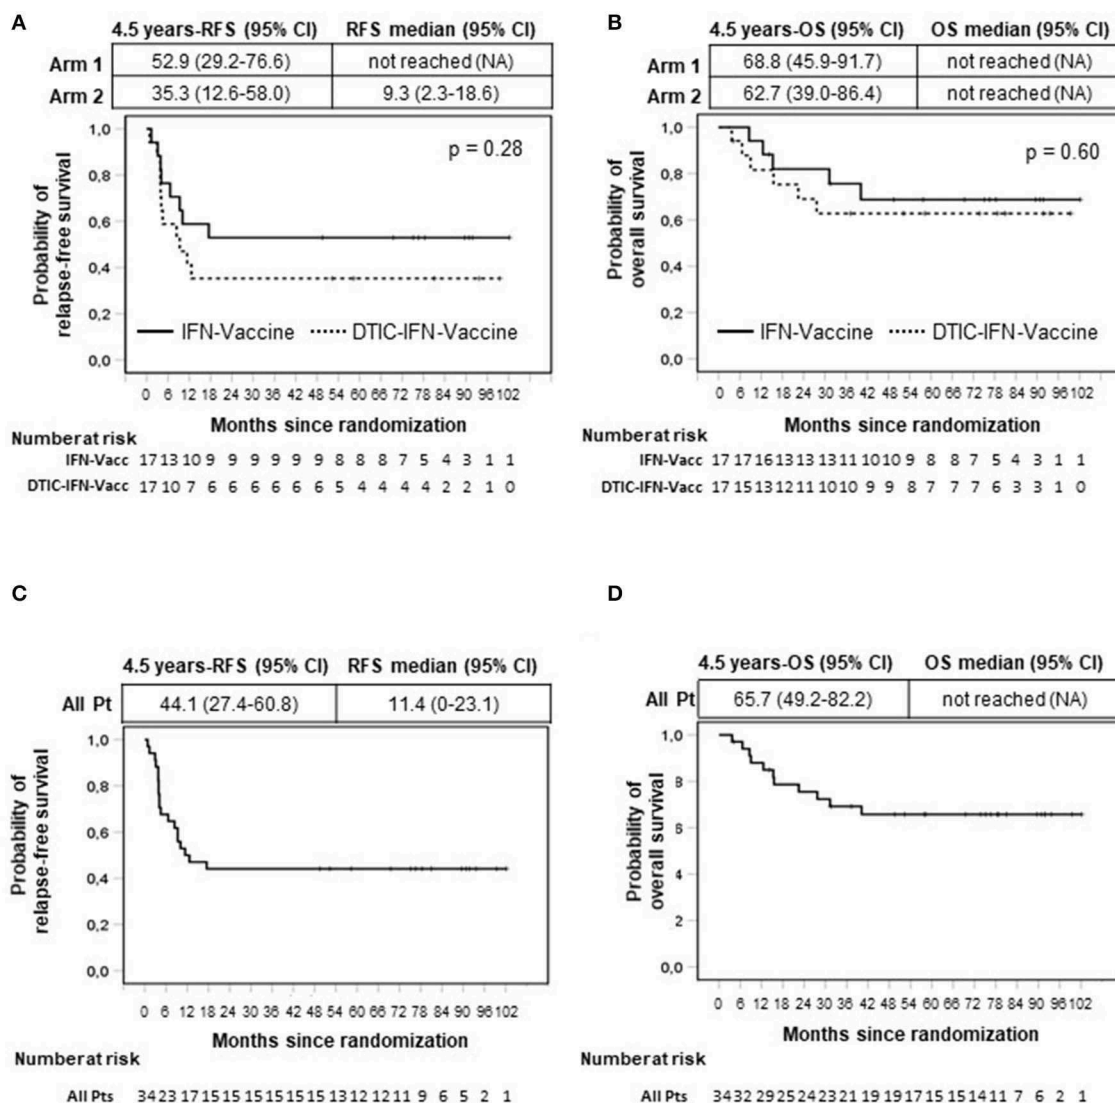 A
4.5 years-RFS (95% CI) RFS median (95% CI)
Arm 1 52.9 (29.2-76.6) not reached (NA)
Arm 2 35.3 (12.6-58.0) 9.3 (2.3-18.6)
p = 0.28
Probability of
relapse-free survival
1,0
0,8
0,6
0,4
0,2
0,0
IFN-Vaccine DTIC-IFN-Vaccine
0 6 12 18 24 30 36 42 48 54 60 66 72 78 84 90 96 102
Months since randomization
Number at risk
IFN-Vacc 17 13 10 9 9 9 9 9 9 8 8 8 7 5 4 3 1 1
DTIC-IFN-Vacc 17 10 7 6 6 6 6 6 6 5 4 4 4 4 2 2 1 0
B
4.5 years-OS (95% CI) OS median (95% CI)
Arm 1 68.8 (45.9-91.7) not reached (NA)
Arm 2 62.7 (39.0-86.4) not reached (NA)
p = 0.60
Probability of
overall survival
1,0
0,8
0,6
0,4
0,2
0,0
IFN-Vaccine DTIC-IFN-Vaccine
0 6 12 18 24 30 36 42 48 54 60 66 72 78 84 90 96 102
Months since randomization
Number at risk
IFN-Vacc 17 17 16 13 13 13 11 10 10 9 8 8 7 5 4 3 1 1
DTIC-IFN-Vacc 17 15 13 12 11 10 10 9 9 8 7 7 7 6 3 3 1 0
C
4.5 years-RFS (95% CI) RFS median (95% CI)
All Pt 44.1 (27.4-60.8) 11.4 (0-23.1)
Probability of
relapse-free survival
1,0
0,8
0,6
0,4
0,2
0,0
0 6 12 18 24 30 36 42 48 54 60 66 72 78 84 90 96 102
Months since randomization
Number at risk
All Pts 34 23 17 15 15 15 15 15 15 13 12 12 11 9 6 5 2 1
D
4.5 years-OS (95% CI) OS median (95% CI)
All Pt 65.7 (49.2-82.2) not reached (NA)
Probability of
overall survival
1,0
8
6
4
2
0,0
0 6 12 18 24 30 36 42 48 54 60 66 72 78 84 90 96 102
Months since randomization
Number at risk
All Pts 34 32 29 25 24 23 21 19 19 17 15 15 14 11 7 6 2 1